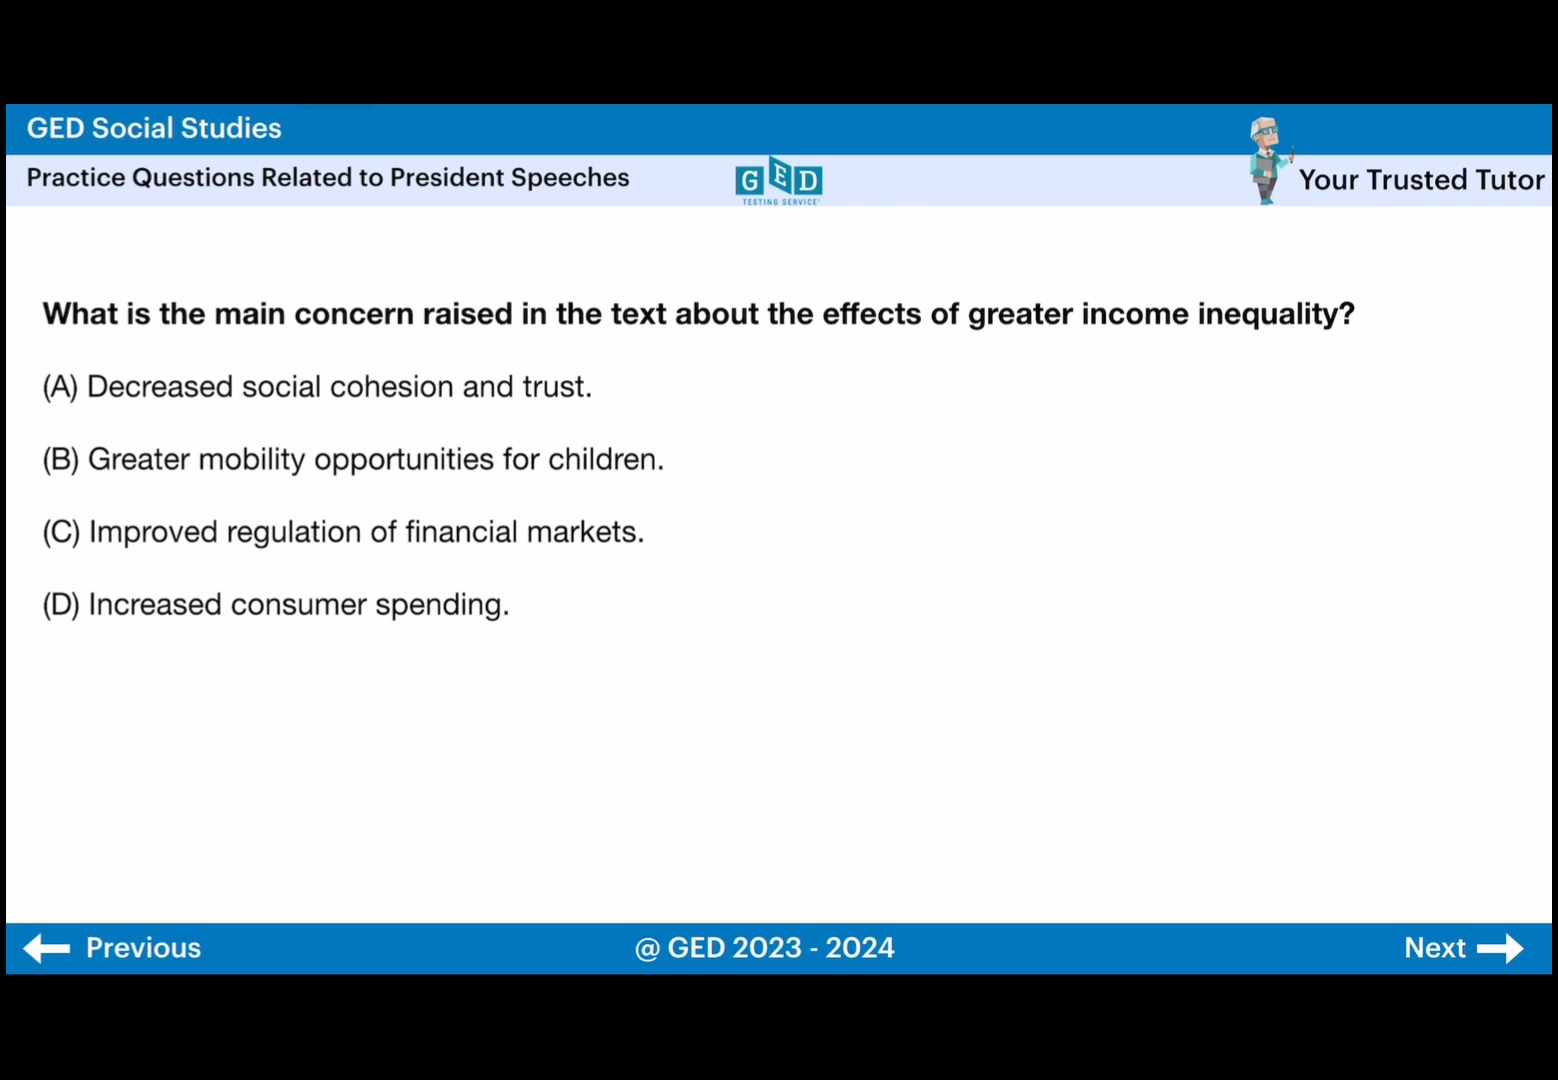 GED Social Studies
Practice Questions Related to President Speeches
GED
TESTING SERVICE
Your Trusted Tutor
What is the main concern raised in the text about the effects of greater income inequality?
(A) Decreased social cohesion and trust.
(B) Greater mobility opportunities for children.
(C) Improved regulation of financial markets.
(D) Increased consumer spending.
Previous
@ GED 2023 - 2024
Next